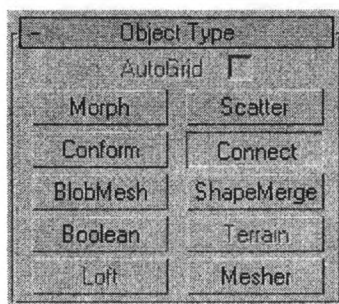 - Object Type
AutoGrid
Morph Scatter
Conform Connect
BlobMesh ShapeMerge
Boolean Terrain
Loft Mesher